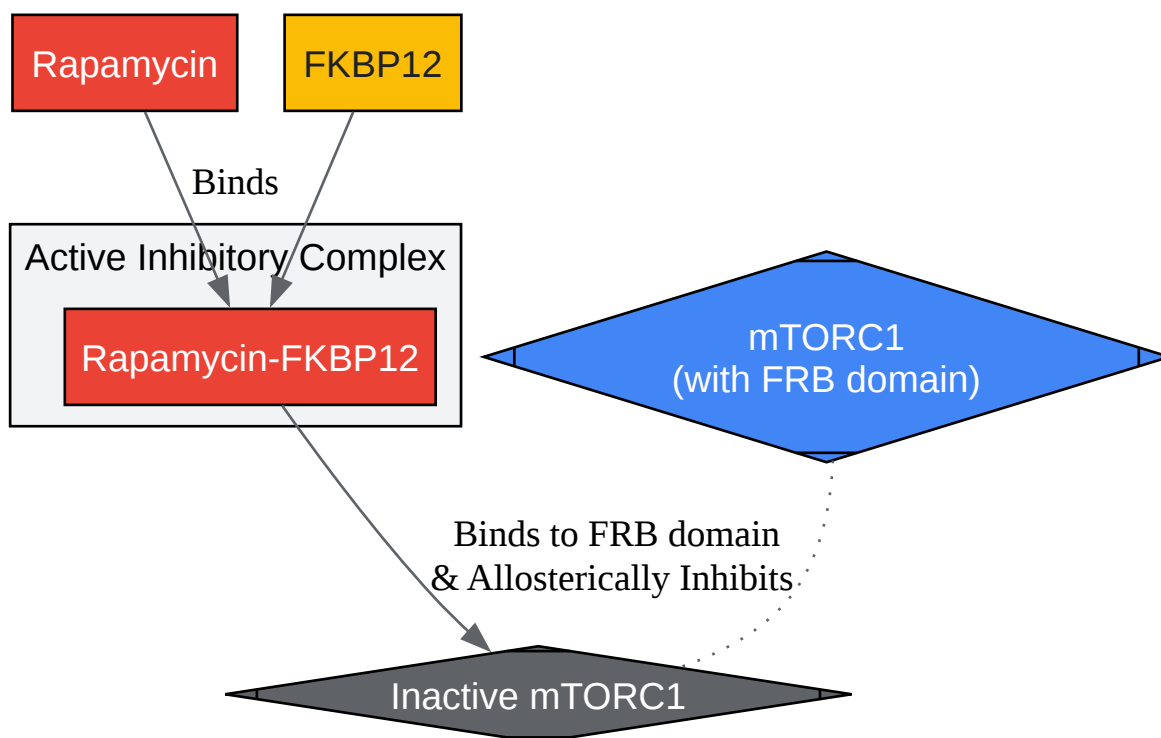 Rapamycin
FKBP12
Binds
Active Inhibitory Complex
Rapamycin-FKBP12
mTORC1
(with FRB domain)
Binds to FRB domain
& Allosterically Inhibits
Inactive mTORC1